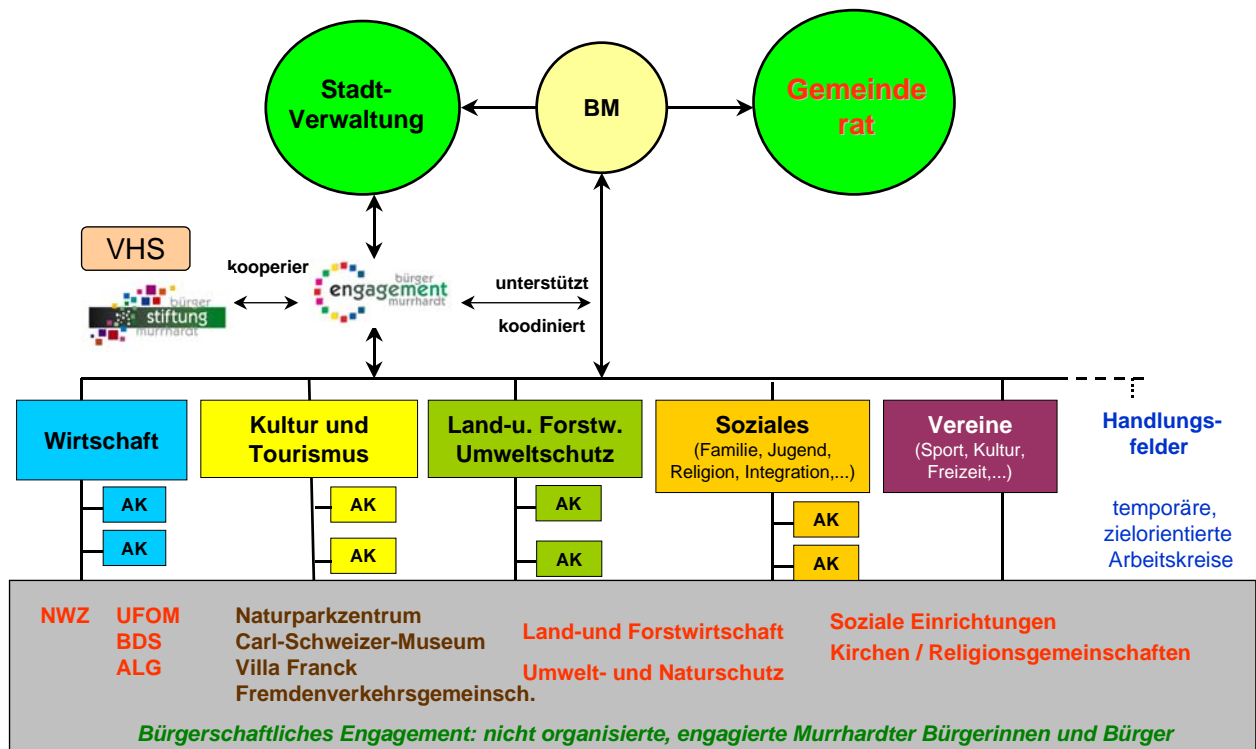 Stadt-
Verwaltung
BM
Gemeinde
rat
VHS
kooperier
bürger
engagement
murrhardt
unterstützt
koodiniert
bürger
stiftung
murrhardt
Wirtschaft
Kultur und
Tourismus
Land-u. Forstw.
Umweltschutz
Soziales
(Familie, Jugend,
Religion, Integration,...)
Vereine
(Sport, Kultur,
Freizeit,...)
Handlungs-
felder
AK
AK
AK
AK
AK
AK
AK
AK
temporäre,
zielorientierte
Arbeitskreise
NWZ
UFOM
BDS
ALG
Naturparkzentrum
Carl-Schweizer-Museum
Villa Franck
Fremdenverkehrsgemeinsch.
Land-und Forstwirtschaft
Umwelt- und Naturschutz
Soziale Einrichtungen
Kirchen / Religionsgemeinschaften
Bürgerschaftliches Engagement: nicht organisierte, engagierte Murrhardter Bürgerinnen und Bürger